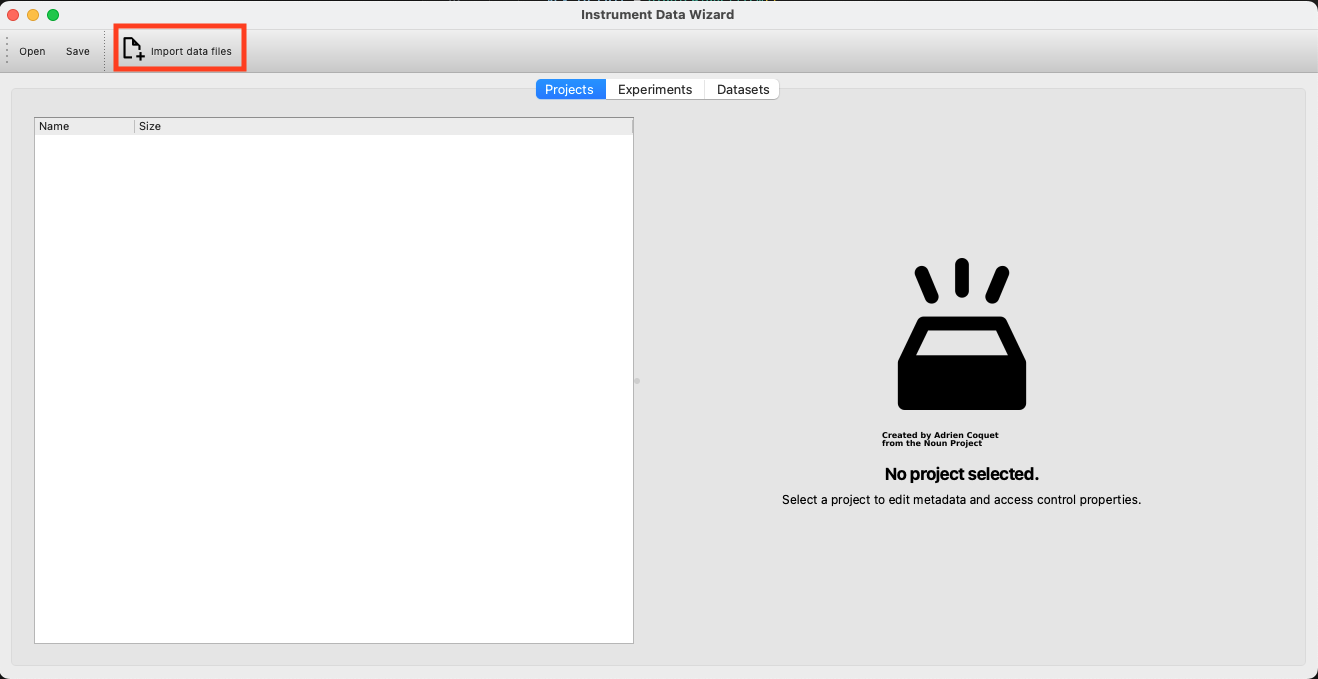 Instrument Data Wizard
Open Save Import data files
Projects Experiments Datasets
Name Size
Created by Adrien Coquet
from the Noun Project
No project selected.
Select a project to edit metadata and access control properties.